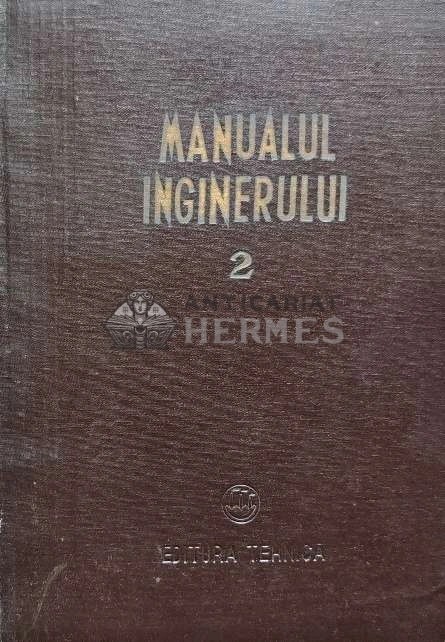 MANUALUL
INGINERULUI
2
ANTICARIAT
HERMES
EDITURA TEHNICĂ